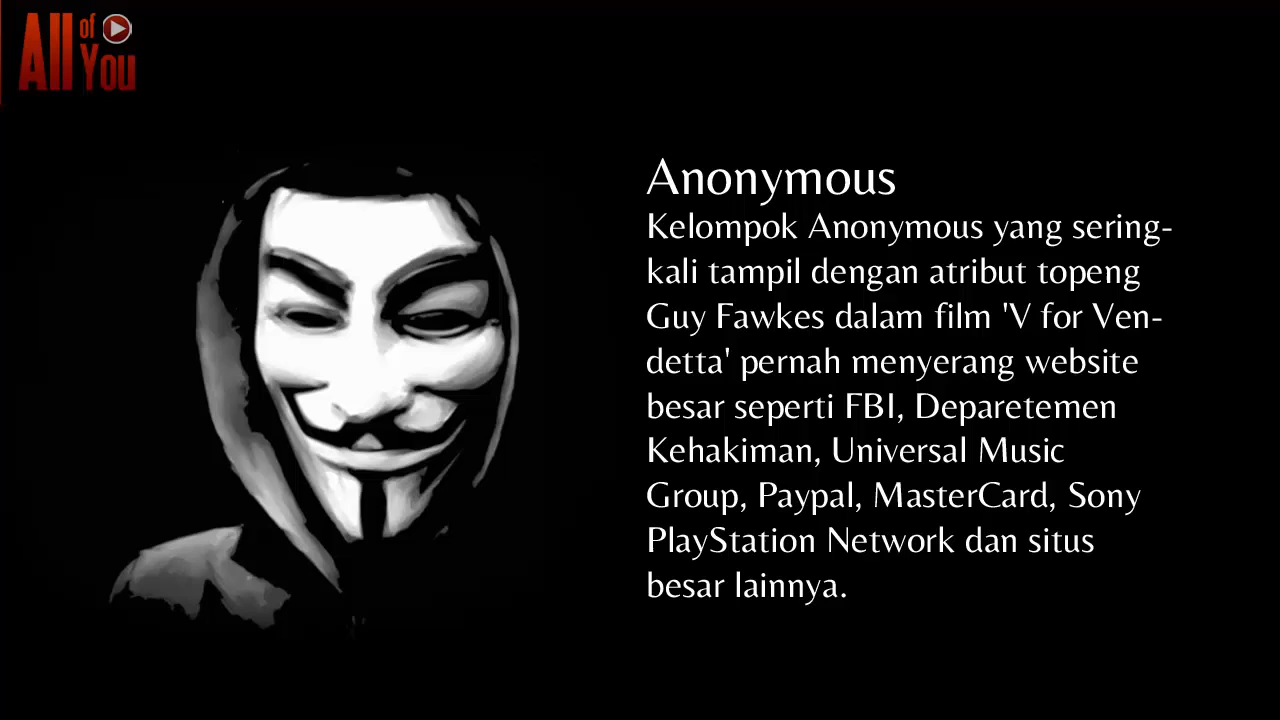 All of You
Anonymous
Kelompok Anonymous yang sering-
kali tampil dengan atribut topeng
Guy Fawkes dalam film 'V for Ven-
detta' pernah menyerang website
besar seperti FBI, Deparetemen
Kehakiman, Universal Music
Group, Paypal, MasterCard, Sony
PlayStation Network dan situs
besar lainnya.